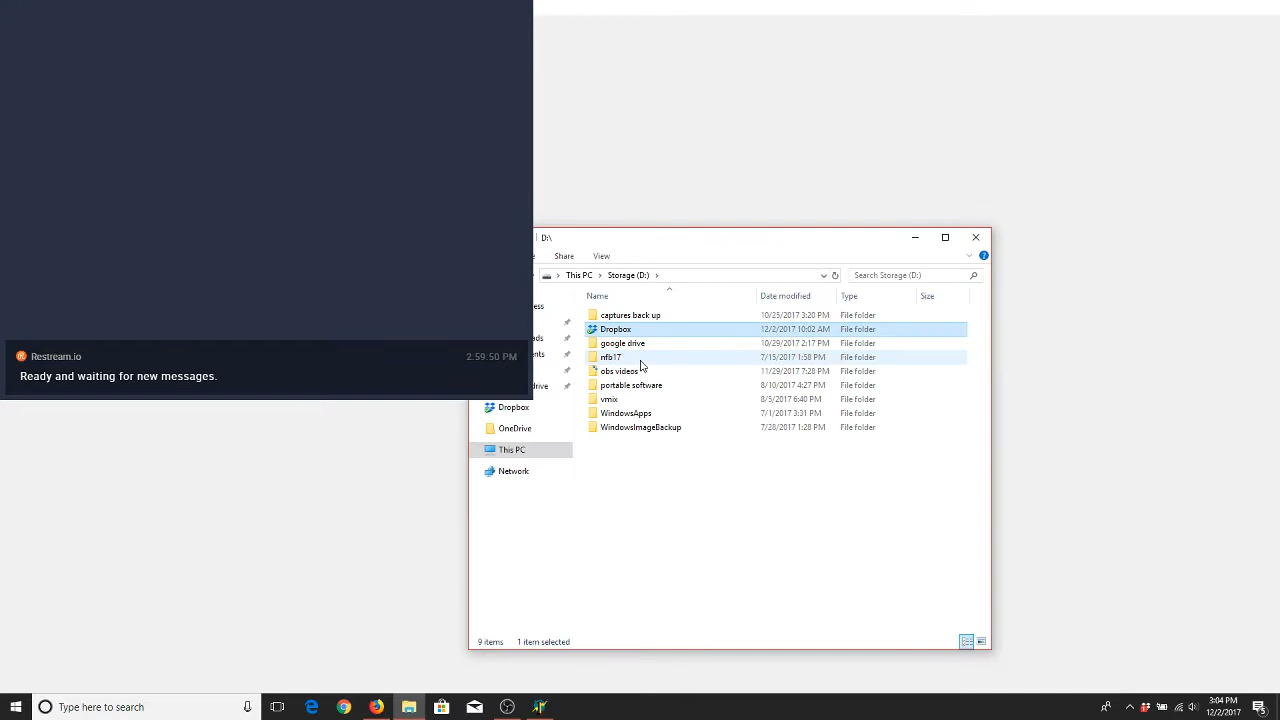 Restream.io 2:59:50 PM
Ready and waiting for new messages.
D:\
Share View
This PC Storage (D:)
Search Storage (D:)
Name Date modified Type Size
captures back up 10/25/2017 3:20 PM File folder
Dropbox 12/2/2017 10:02 AM File folder
google drive 10/29/2017 2:17 PM File folder
nfb17 7/15/2017 1:58 PM File folder
obs videos 11/29/2017 7:28 PM File folder
portable software 8/10/2017 4:27 PM File folder
vmix 8/5/2017 6:40 PM File folder
WindowsApps 7/1/2017 3:31 PM File folder
WindowsImageBackup 7/28/2017 1:28 PM File folder
ess
ads
ents
drive
Dropbox
OneDrive
This PC
Network
9 items 1 item selected
Type here to search
3:04 PM
12/2/2017